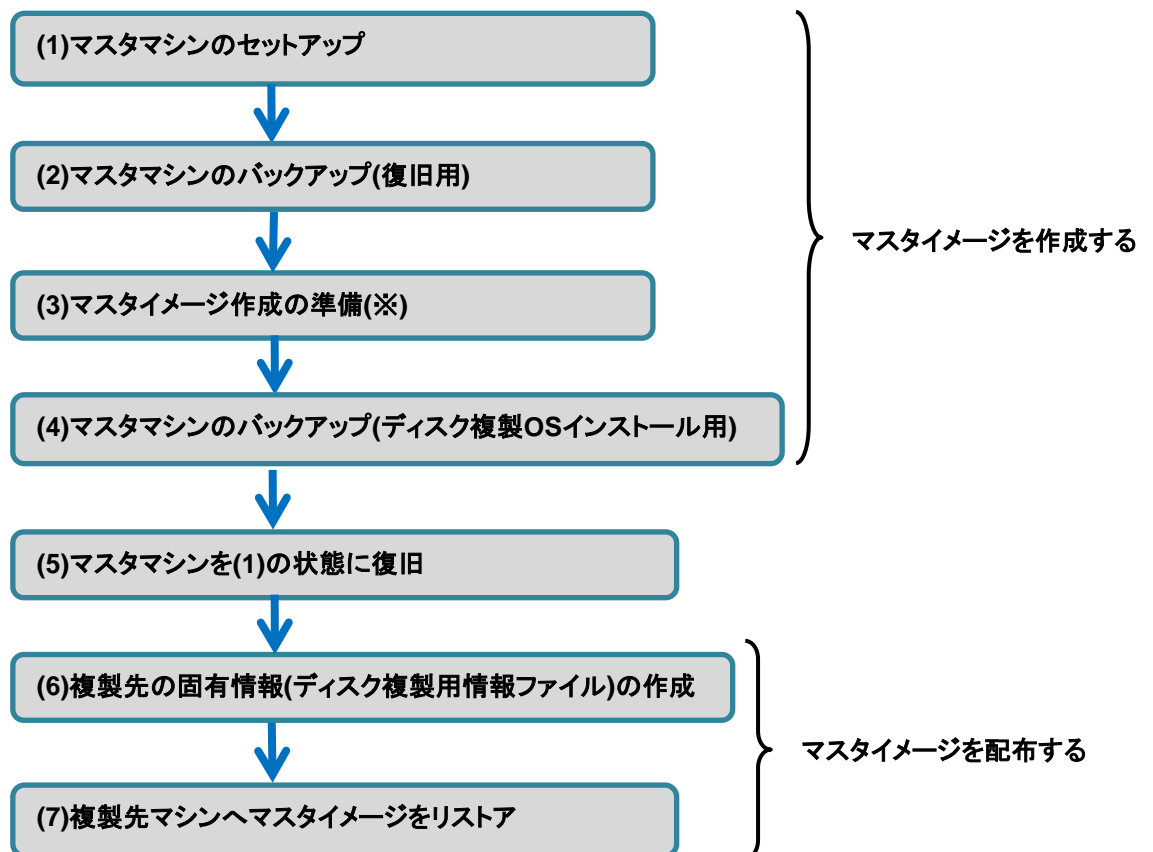 (1)マスタマシンのセットアップ
(2)マスタマシンのバックアップ(復旧用)
マスタイメージを作成する
(3)マスタイメージ作成の準備(※)
(4)マスタマシンのバックアップ(ディスク複製OSインストール用)
(5)マスタマシンを(1)の状態に復旧
(6)複製先の固有情報(ディスク複製用情報ファイル)の作成
マスタイメージを配布する
(7)複製先マシンへマスタイメージをリストア